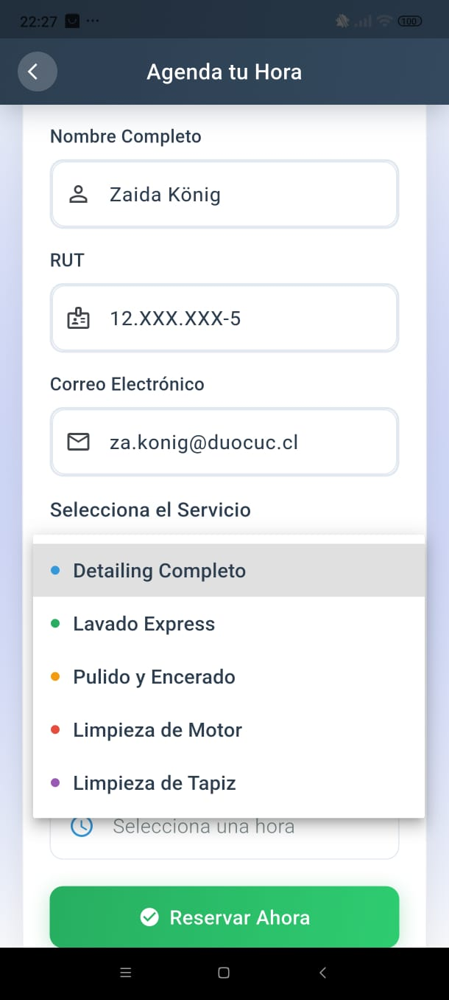 22:27 ... 100
Agenda tu Hora
Nombre Completo
Zaida König
RUT
12.XXX.XXX-5
Correo Electrónico
za.konig@duocuc.cl
Selecciona el Servicio
Detailing Completo
Lavado Express
Pulido y Encerado
Limpieza de Motor
Limpieza de Tapiz
Selecciona una hora
Reservar Ahora